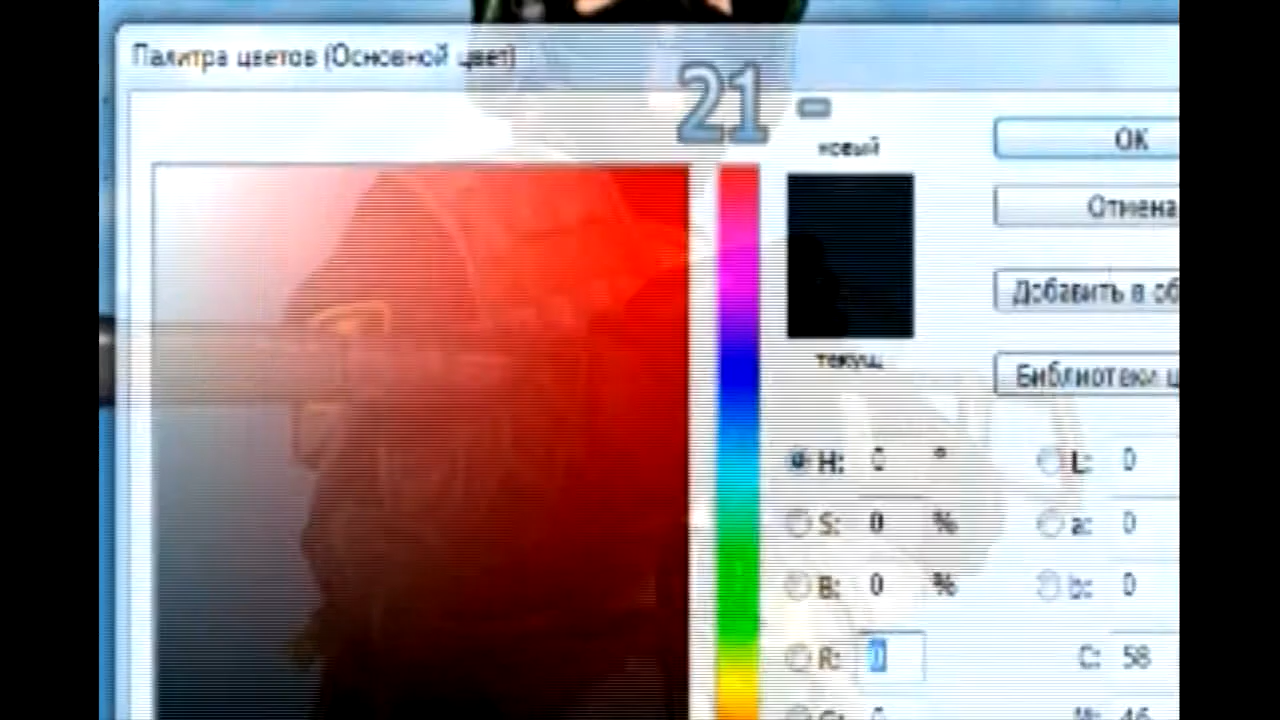 Палитра цветов (Основной цвет)
21 -
новый
OK
Отмена
Добавить в об
текущ
Библиотеки ц
H: 0 °
L: 0
S: 0 %
a: 0
B: 0 %
b: 0
R: 0
C: 58